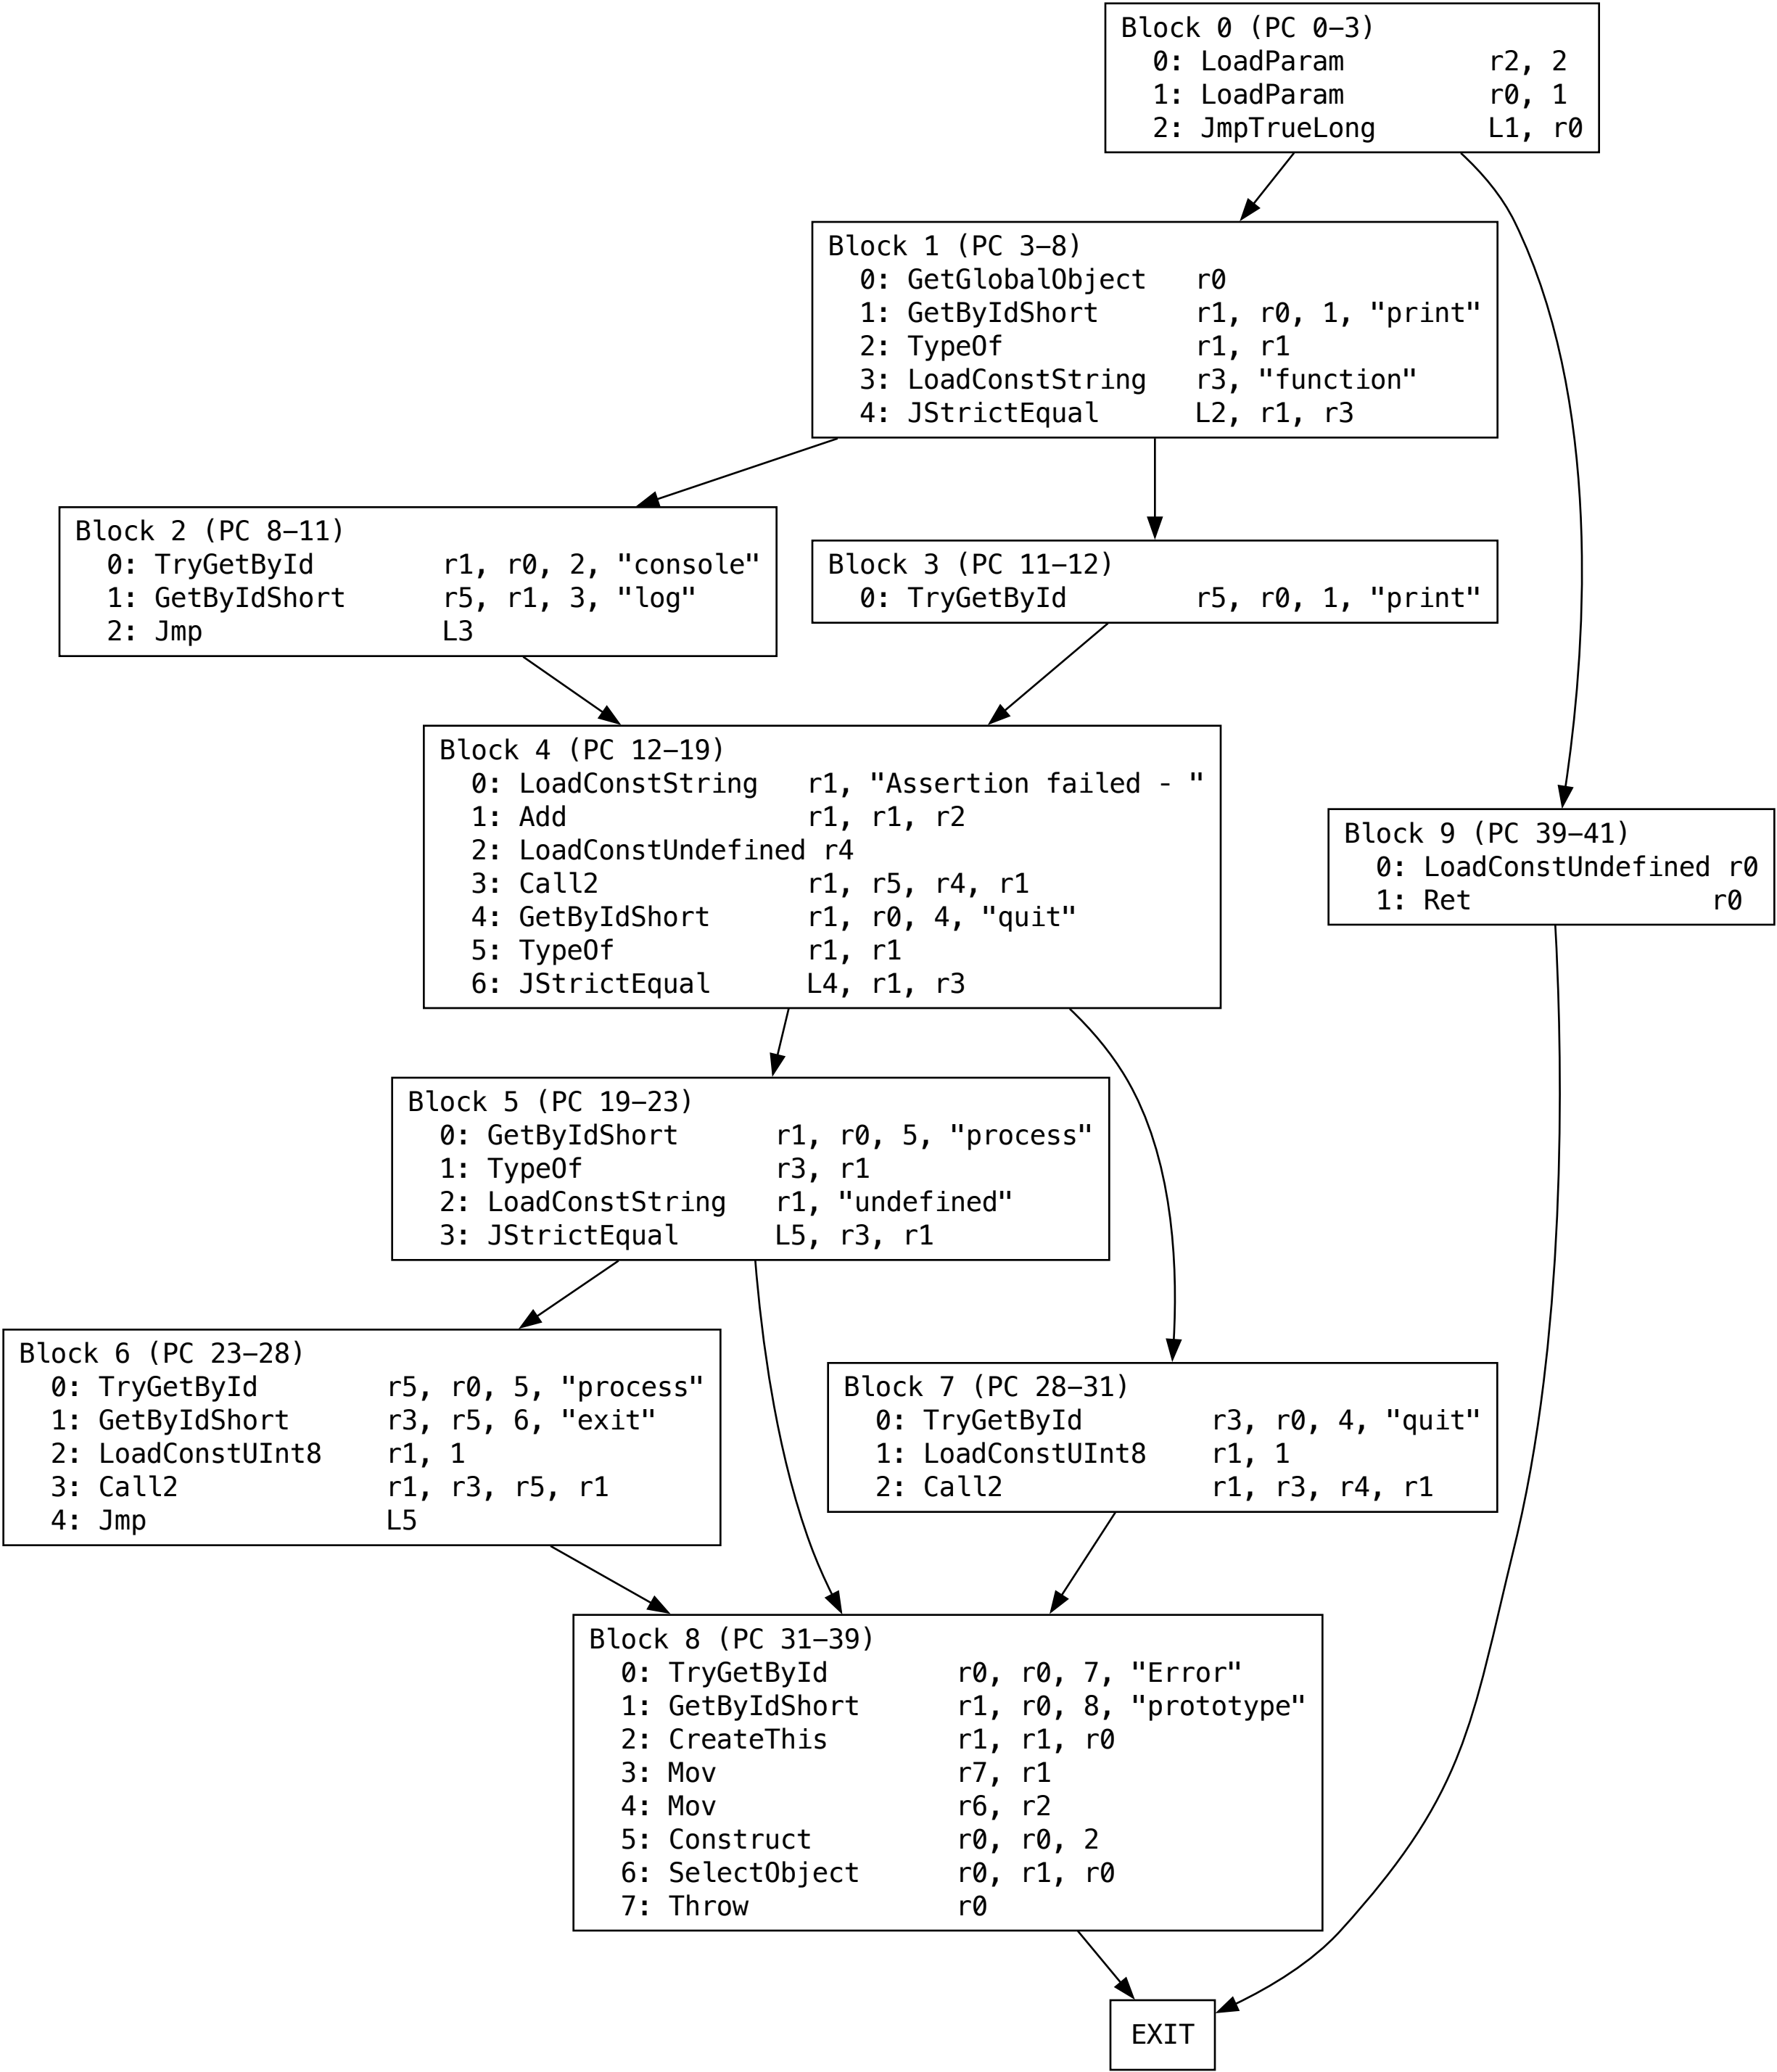 Block 0 (PC 0–3)
0: LoadParam r2, 2
1: LoadParam r0, 1
2: JmpTrueLong L1, r0
Block 1 (PC 3–8)
0: GetGlobalObject r0
1: GetByIdShort r1, r0, 1, "print"
2: TypeOf r1, r1
3: LoadConstString r3, "function"
4: JStrictEqual L2, r1, r3
Block 2 (PC 8–11)
0: TryGetById r1, r0, 2, "console"
1: GetByIdShort r5, r1, 3, "log"
2: Jmp L3
Block 3 (PC 11–12)
0: TryGetById r5, r0, 1, "print"
Block 4 (PC 12–19)
0: LoadConstString r1, "Assertion failed - "
1: Add r1, r1, r2
2: LoadConstUndefined r4
3: Call2 r1, r5, r4, r1
4: GetByIdShort r1, r0, 4, "quit"
5: TypeOf r1, r1
6: JStrictEqual L4, r1, r3
Block 9 (PC 39–41)
0: LoadConstUndefined r0
1: Ret r0
Block 5 (PC 19–23)
0: GetByIdShort r1, r0, 5, "process"
1: TypeOf r3, r1
2: LoadConstString r1, "undefined"
3: JStrictEqual L5, r3, r1
Block 6 (PC 23–28)
0: TryGetById r5, r0, 5, "process"
1: GetByIdShort r3, r5, 6, "exit"
2: LoadConstUInt8 r1, 1
3: Call2 r1, r3, r5, r1
4: Jmp L5
Block 7 (PC 28–31)
0: TryGetById r3, r0, 4, "quit"
1: LoadConstUInt8 r1, 1
2: Call2 r1, r3, r4, r1
Block 8 (PC 31–39)
0: TryGetById r0, r0, 7, "Error"
1: GetByIdShort r1, r0, 8, "prototype"
2: CreateThis r1, r1, r0
3: Mov r7, r1
4: Mov r6, r2
5: Construct r0, r0, 2
6: SelectObject r0, r1, r0
7: Throw r0
EXIT